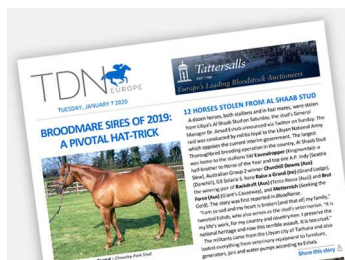 TDN
EUROPE
TUESDAY, JANUARY 7 2020
BROODMARE SIRES OF 2019:
A PIVOTAL HAT-TRICK
Cheveley Park Stud
Tattersalls
Europe's Leading Bloodstock Auctioneers
12 HORSES STOLEN FROM AL SHAAB STUD
A dozen horses, both stallions and in foal mares, were stolen
from Libya's Al Shaab Stud on Saturday, the stud's General
Manager Dr. announced via Twitter on Sunday. The
raid was conducted by militia loyal to the Libyan National Army
which opposes the current interim government. The largest
Thoroughbred breeding operation in the country, Al Shaab Stud
was home to the stallions SW Eavesdropper (Kingmambo)--a
half-brother to Horse of the Year and top sire A.P. Indy (Seattle
Slew), Australian Group 2 winner Churchill Downs (Aus)
(Danehill), G3 Solario S. hero Raise a Grand (Ire) (Grand Lodge),
the winning pair of Backdraft (Aus) (Testa Rossa {Aus}) and Brut
Force (Aus) (Giant's Causeway), and Metternich (Seeking the
Gold). The story was first reported in Bloodhorse.
"I am so sad and my heart is broken [and that of] my family,"
tweeted Eshah, who also serves as the stud's veterinarian. "It is
my life's work, for my country and countrymen. I preserve the
national heritage and now this terrible assault. It is too cruel."
The militants came from the Libyan city of Tarhuna and also
looted everything from veterinary equipment to furniture,
generators, jars and water pumps according to Eshah.
Share this story